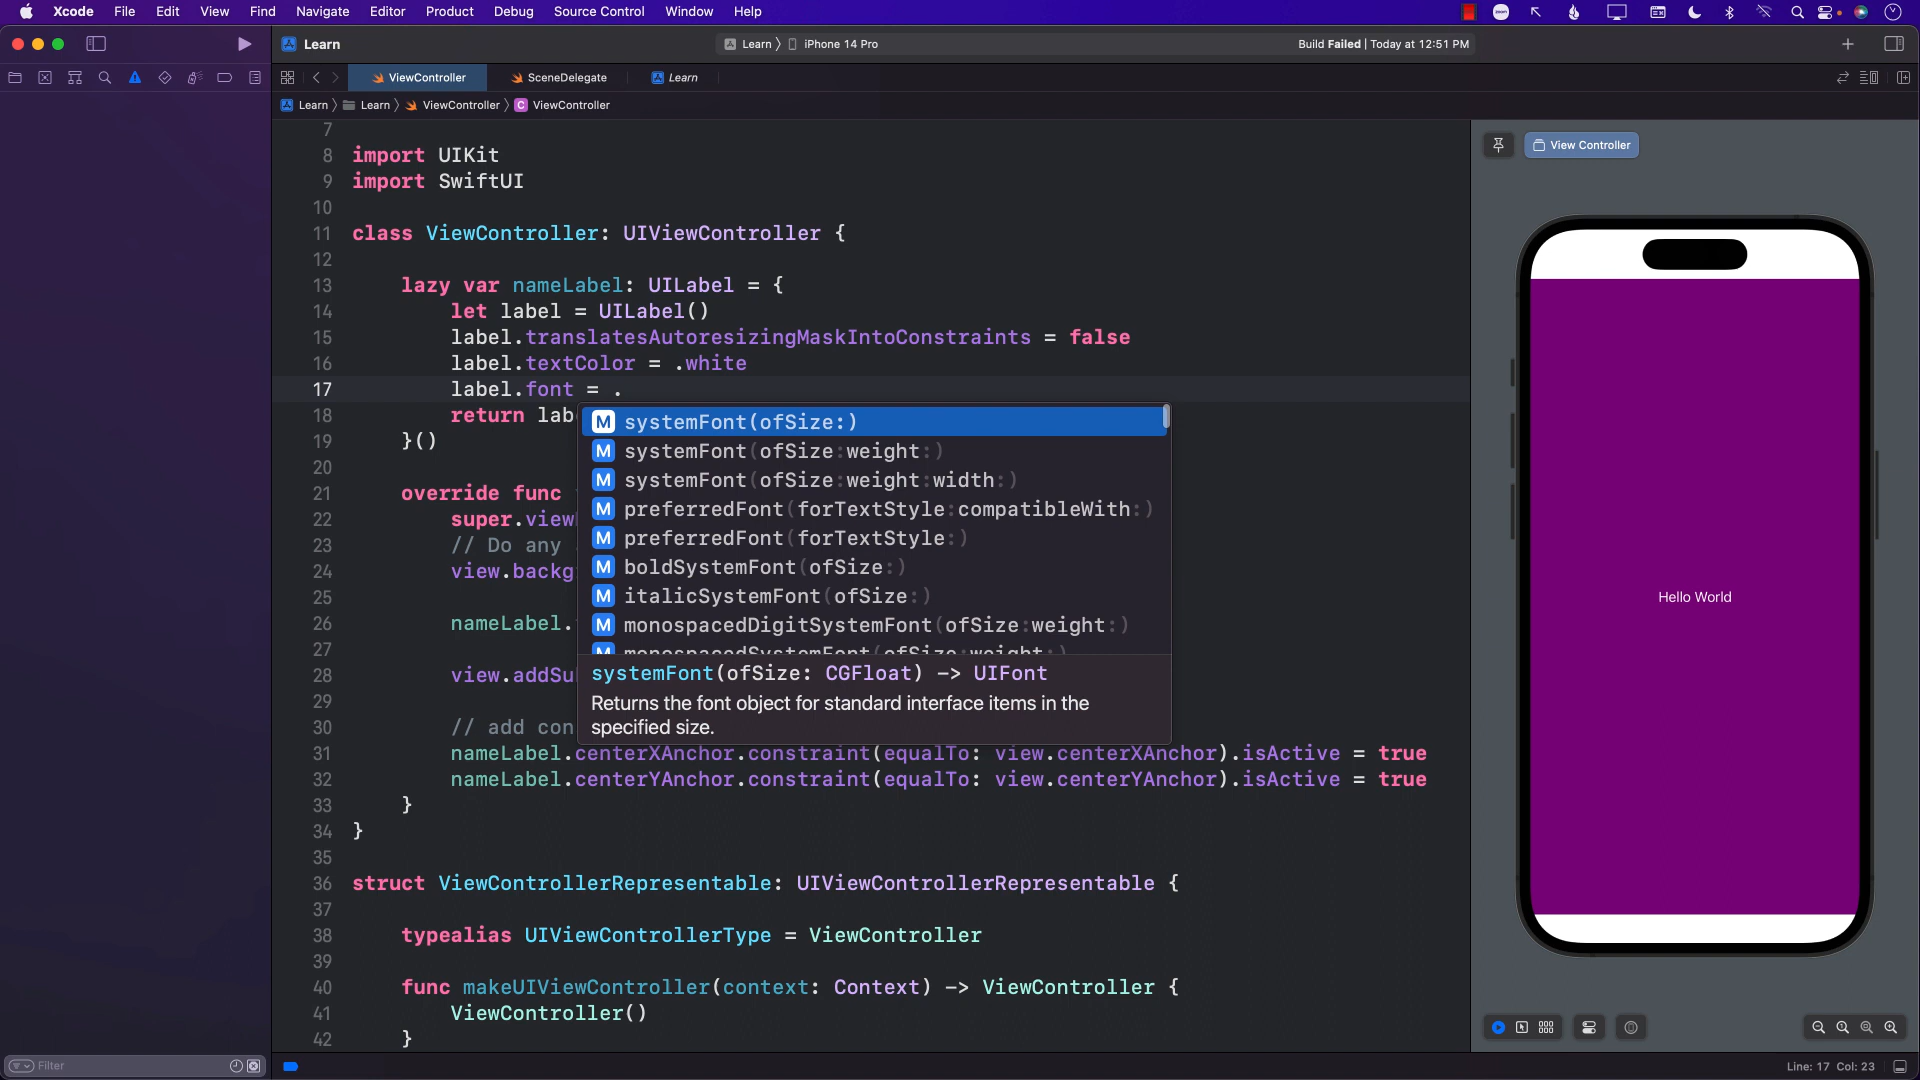 Xcode File Edit View Find Navigate Editor Product Debug Source Control Window Help
Learn
Learn iPhone 14 Pro
Build Failed | Today at 12:51 PM
ViewController SceneDelegate Learn
Learn Learn ViewController C ViewController
7
8 import UIKit
9 import SwiftUI
10
11 class ViewController: UIViewController {
12
13 lazy var nameLabel: UILabel = {
14 let label = UILabel()
15 label.translatesAutoresizingMaskIntoConstraints = false
16 label.textColor = .white
17 label.font = .
18 return lab
19 }()
20
21 override func
22 super.view
23 // Do any
24 view.backg
25
26 nameLabel.
27
28 view.addSu
29
30 // add con
31 nameLabel.centerXAnchor.constraint(equalTo: view.centerXAnchor).isActive = true
32 nameLabel.centerYAnchor.constraint(equalTo: view.centerYAnchor).isActive = true
33 }
34 }
35
36 struct ViewControllerRepresentable: UIViewControllerRepresentable {
37
38 typealias UIViewControllerType = ViewController
39
40 func makeUIViewController(context: Context) -> ViewController {
41 ViewController()
42 }
M systemFont(ofSize:)
M systemFont(ofSize:weight:)
M systemFont(ofSize:weight:width:)
M preferredFont(forTextStyle:compatibleWith:)
M preferredFont(forTextStyle:)
M boldSystemFont(ofSize:)
M italicSystemFont(ofSize:)
M monospacedDigitSystemFont(ofSize:weight:)
M monospacedSystemFont(ofSize:weight:)
systemFont(ofSize: CGFloat) -> UIFont
Returns the font object for standard interface items in the
specified size.
View Controller
Hello World
Filter
Line: 17 Col: 23